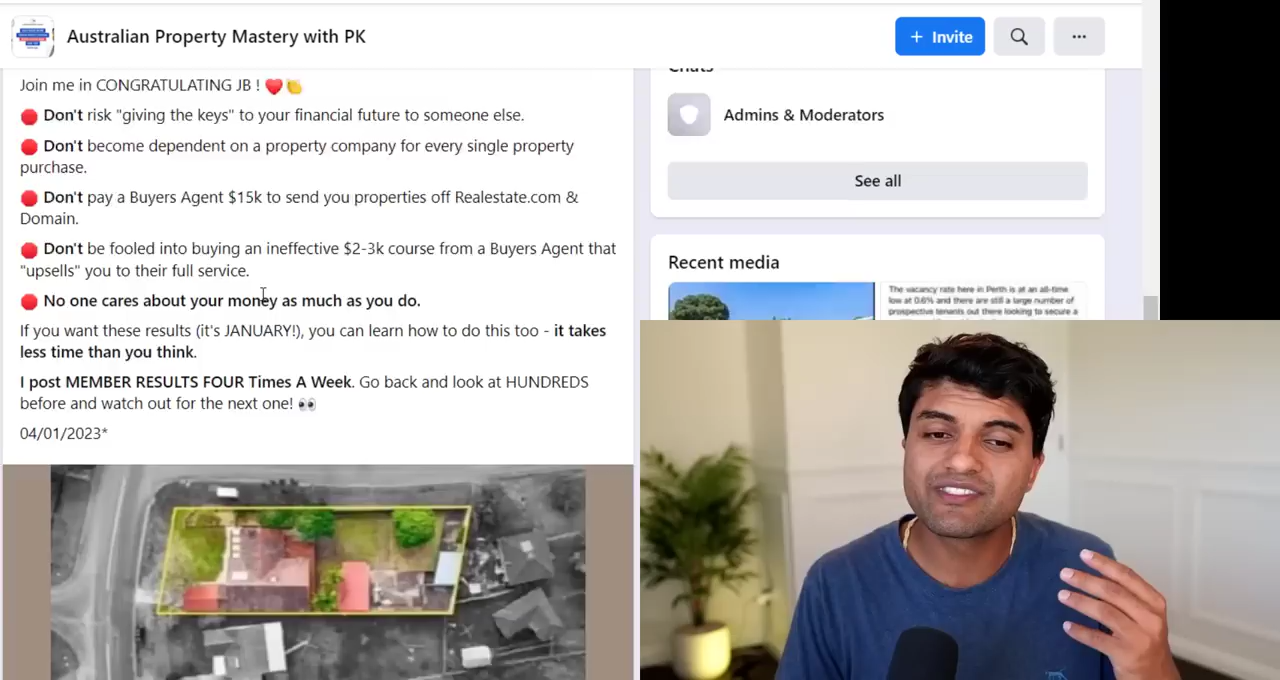 Australian Property Mastery with PK
+ Invite
Join me in CONGRATULATING JB ! ❤️👏
🛑 Don't risk "giving the keys" to your financial future to someone else.
🛑 Don't become dependent on a property company for every single property
purchase.
🛑 Don't pay a Buyers Agent $15k to send you properties off Realestate.com &
Domain.
🛑 Don't be fooled into buying an ineffective $2-3k course from a Buyers Agent that
"upsells" you to their full service.
🛑 No one cares about your money as much as you do.
If you want these results (it's JANUARY!), you can learn how to do this too - it takes
less time than you think.
I post MEMBER RESULTS FOUR Times A Week. Go back and look at HUNDREDS
before and watch out for the next one! 👀
04/01/2023*
Chats
Admins & Moderators
See all
Recent media
The vacancy rate here in Perth is at an all-time
low at 0.6% and there are still a large number of
prospective tenants out there looking to secure a